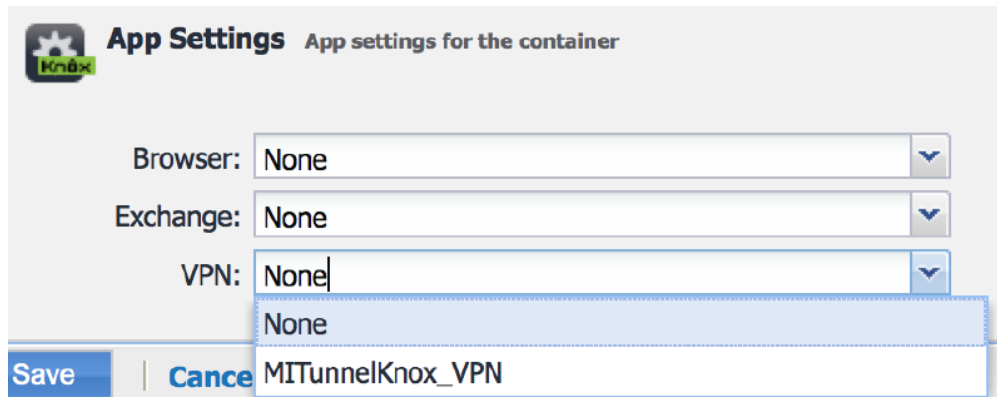 App Settings App settings for the container
Knox
Browser: None
Exchange: None
VPN: None
None
MITunnelKnox_VPN
Save | Cance